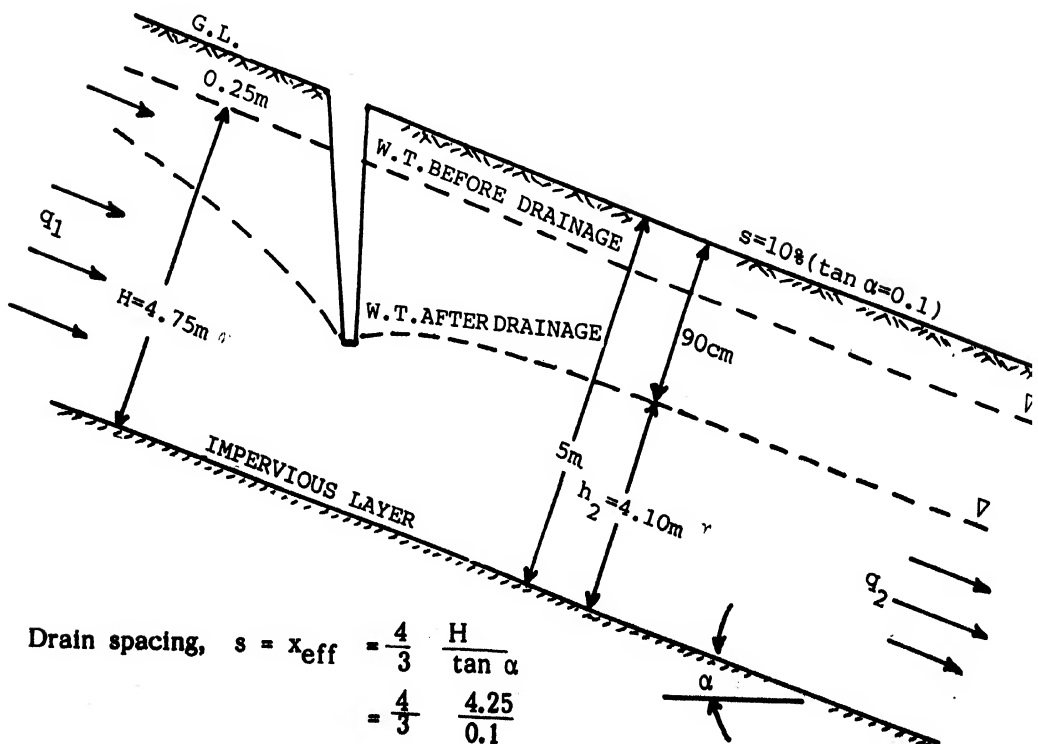 G.L.
0.25m
W.T. BEFORE DRAINAGE
s=10%(tan α=0.1)
q1
H=4.75m
W.T. AFTER DRAINAGE
90cm
5m
h2=4.10m
IMPERVIOUS LAYER
q2
α
Drain spacing, s = xeff = 4/3 H/tan α
= 4/3 4.25/0.1